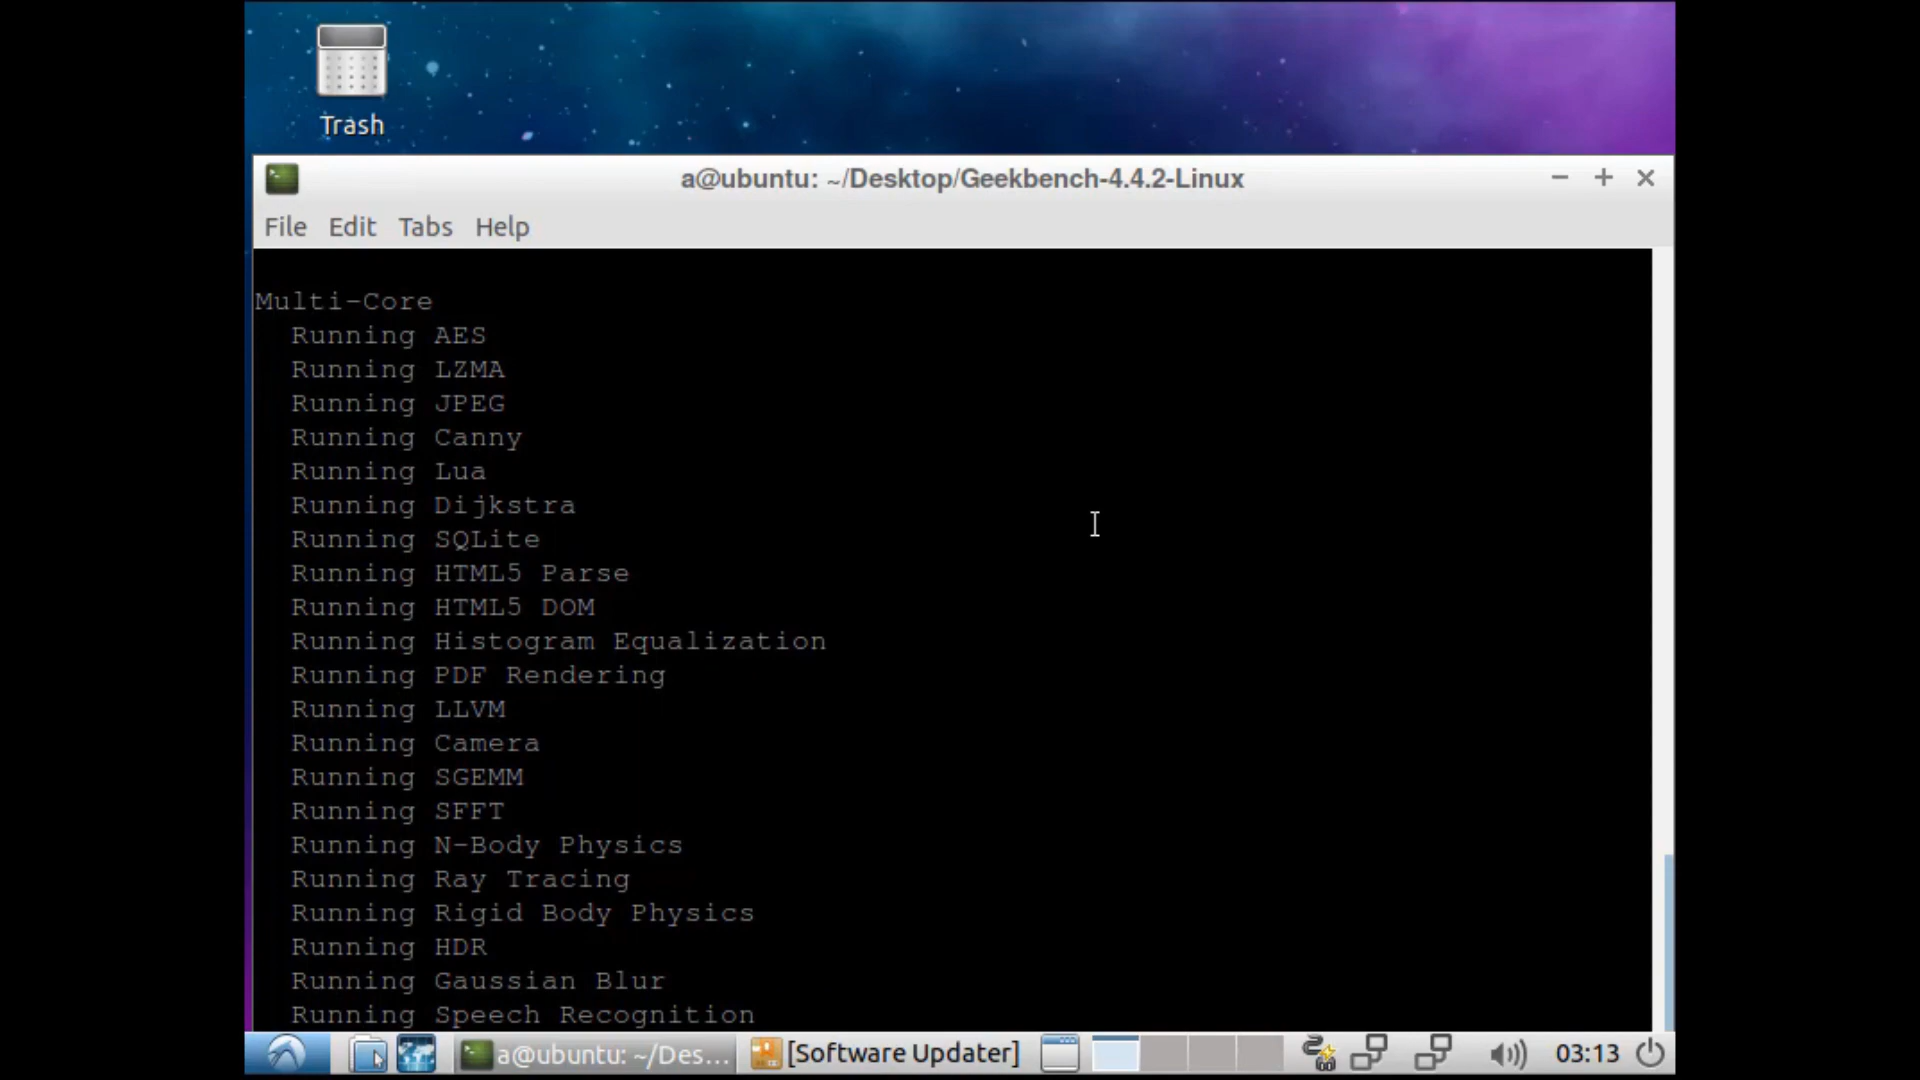 Trash
a@ubuntu: ~/Desktop/Geekbench-4.4.2-Linux
File Edit Tabs Help
Multi-Core
Running AES
Running LZMA
Running JPEG
Running Canny
Running Lua
Running Dijkstra
Running SQLite
Running HTML5 Parse
Running HTML5 DOM
Running Histogram Equalization
Running PDF Rendering
Running LLVM
Running Camera
Running SGEMM
Running SFFT
Running N-Body Physics
Running Ray Tracing
Running Rigid Body Physics
Running HDR
Running Gaussian Blur
Running Speech Recognition
a@ubuntu: ~/Des... [Software Updater] 03:13